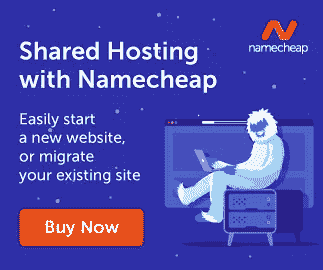 namecheap
Shared Hosting
with Namecheap
Easily start
a new website,
or migrate
your existing site
Buy Now